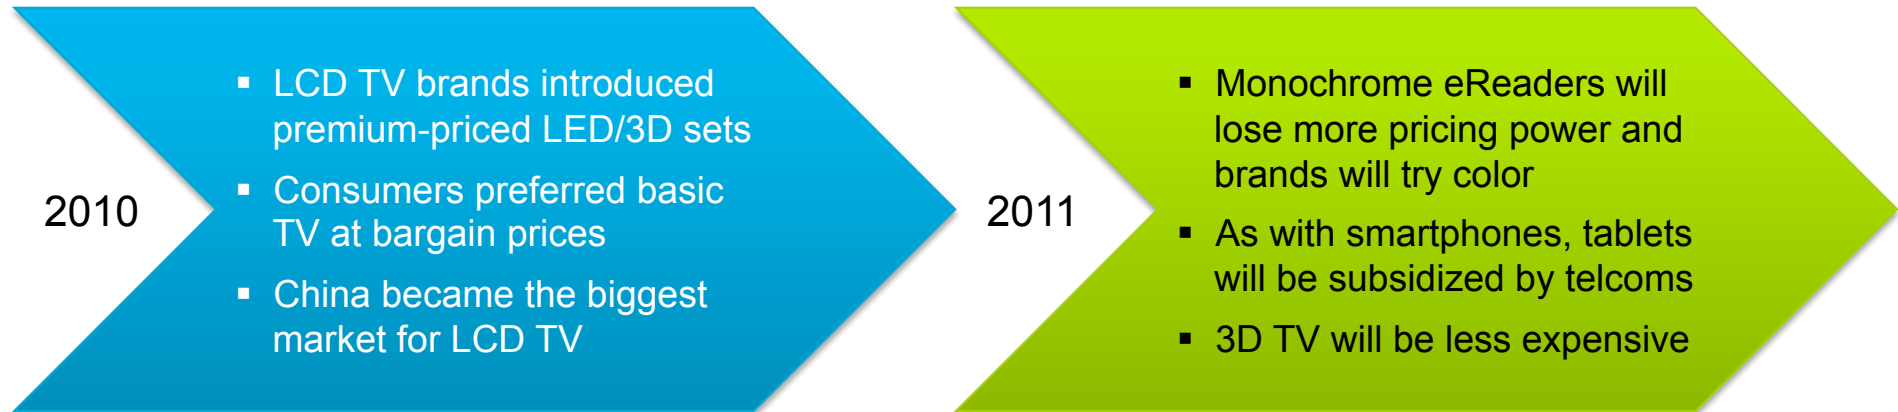 2010
▪ LCD TV brands introduced
premium-priced LED/3D sets
▪ Consumers preferred basic
TV at bargain prices
▪ China became the biggest
market for LCD TV
2011
▪ Monochrome eReaders will
lose more pricing power and
brands will try color
▪ As with smartphones, tablets
will be subsidized by telcoms
▪ 3D TV will be less expensive